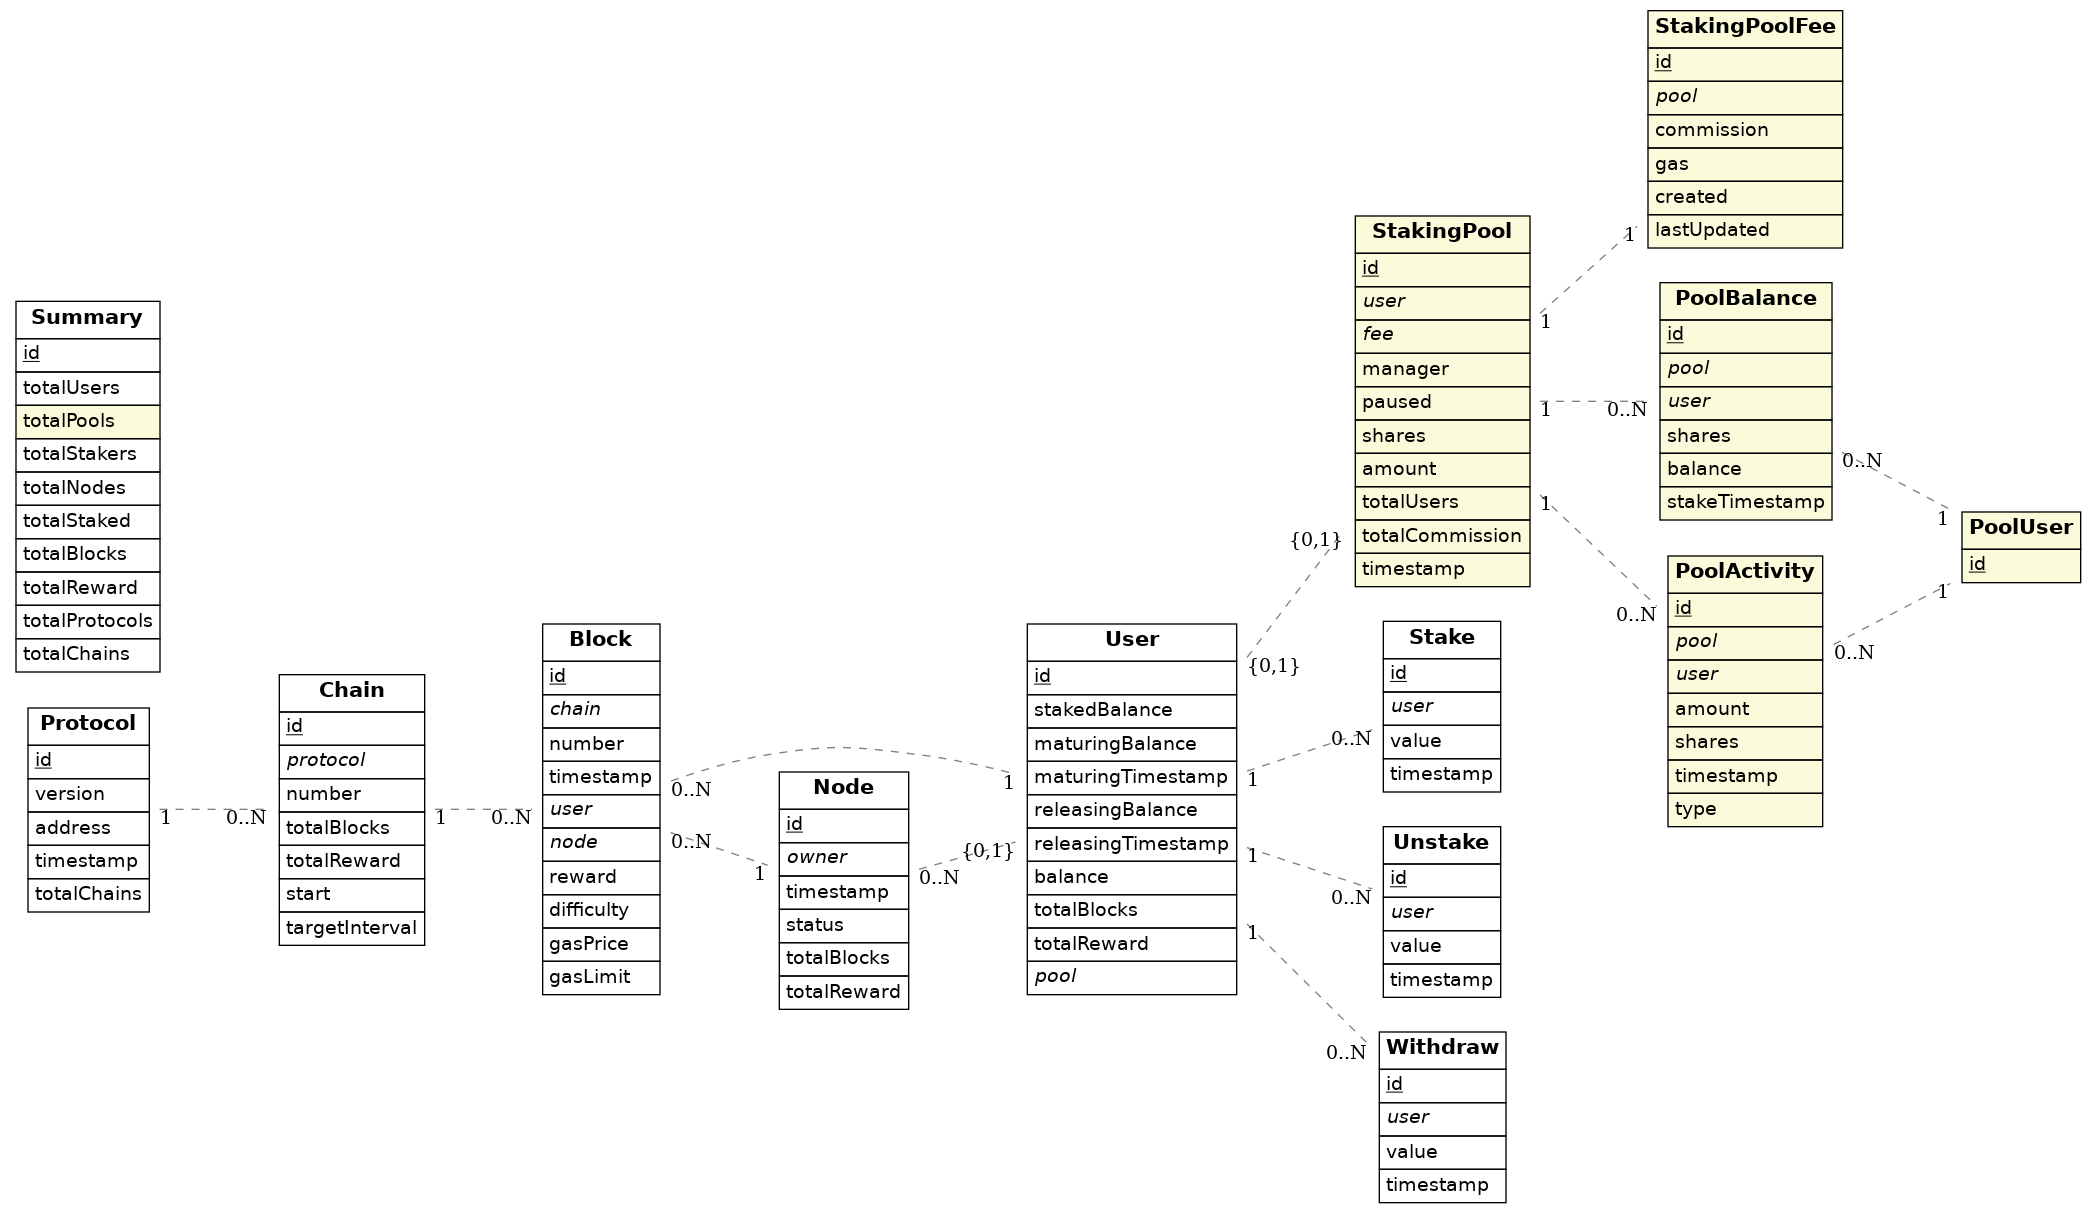 Summary
id
totalUsers
totalPools
totalStakers
totalNodes
totalStaked
totalBlocks
totalReward
totalProtocols
totalChains
Protocol
id
version
address
timestamp
totalChains
1
0..N
Chain
id
protocol
number
totalBlocks
totalReward
start
targetInterval
1
0..N
Block
id
chain
number
timestamp
user
node
reward
difficulty
gasPrice
gasLimit
0..N
1
0..N
1
Node
id
owner
timestamp
status
totalBlocks
totalReward
0..N
{0,1}
User
id
stakedBalance
maturingBalance
maturingTimestamp
releasingBalance
releasingTimestamp
balance
totalBlocks
totalReward
pool
{0,1}
{0,1}
1
0..N
1
0..N
1
0..N
StakingPool
id
user
fee
manager
paused
shares
amount
totalUsers
totalCommission
timestamp
1
1
1
0..N
1
0..N
Stake
id
user
value
timestamp
Unstake
id
user
value
timestamp
Withdraw
id
user
value
timestamp
StakingPoolFee
id
pool
commission
gas
created
lastUpdated
PoolBalance
id
pool
user
shares
balance
stakeTimestamp
0..N
1
PoolActivity
id
pool
user
amount
shares
timestamp
type
0..N
1
PoolUser
id